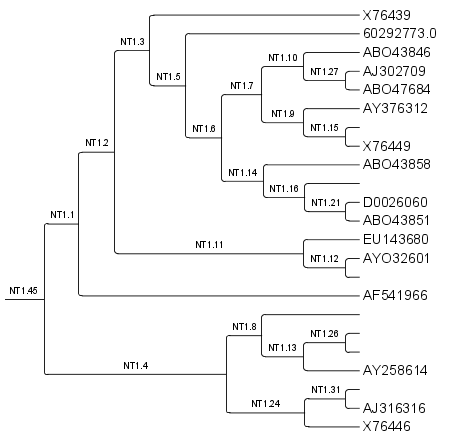 X76439
NT1.3
60292773.0
ABO43846
NT1.10
AJ302709
NT1.27
NT1.5
NT1.7
ABO47684
AY376312
NT1.9
NT1.15
NT1.6
NT1.2
X76449
ABO43858
NT1.14
NT1.16
D0026060
NT1.21
NT1.1
ABO43851
EU143680
NT1.11
AYO32601
NT1.12
NT1.45
AF541966
NT1.8
NT1.26
NT1.13
NT1.4
AY258614
NT1.31
NT1.24
AJ316316
X76446